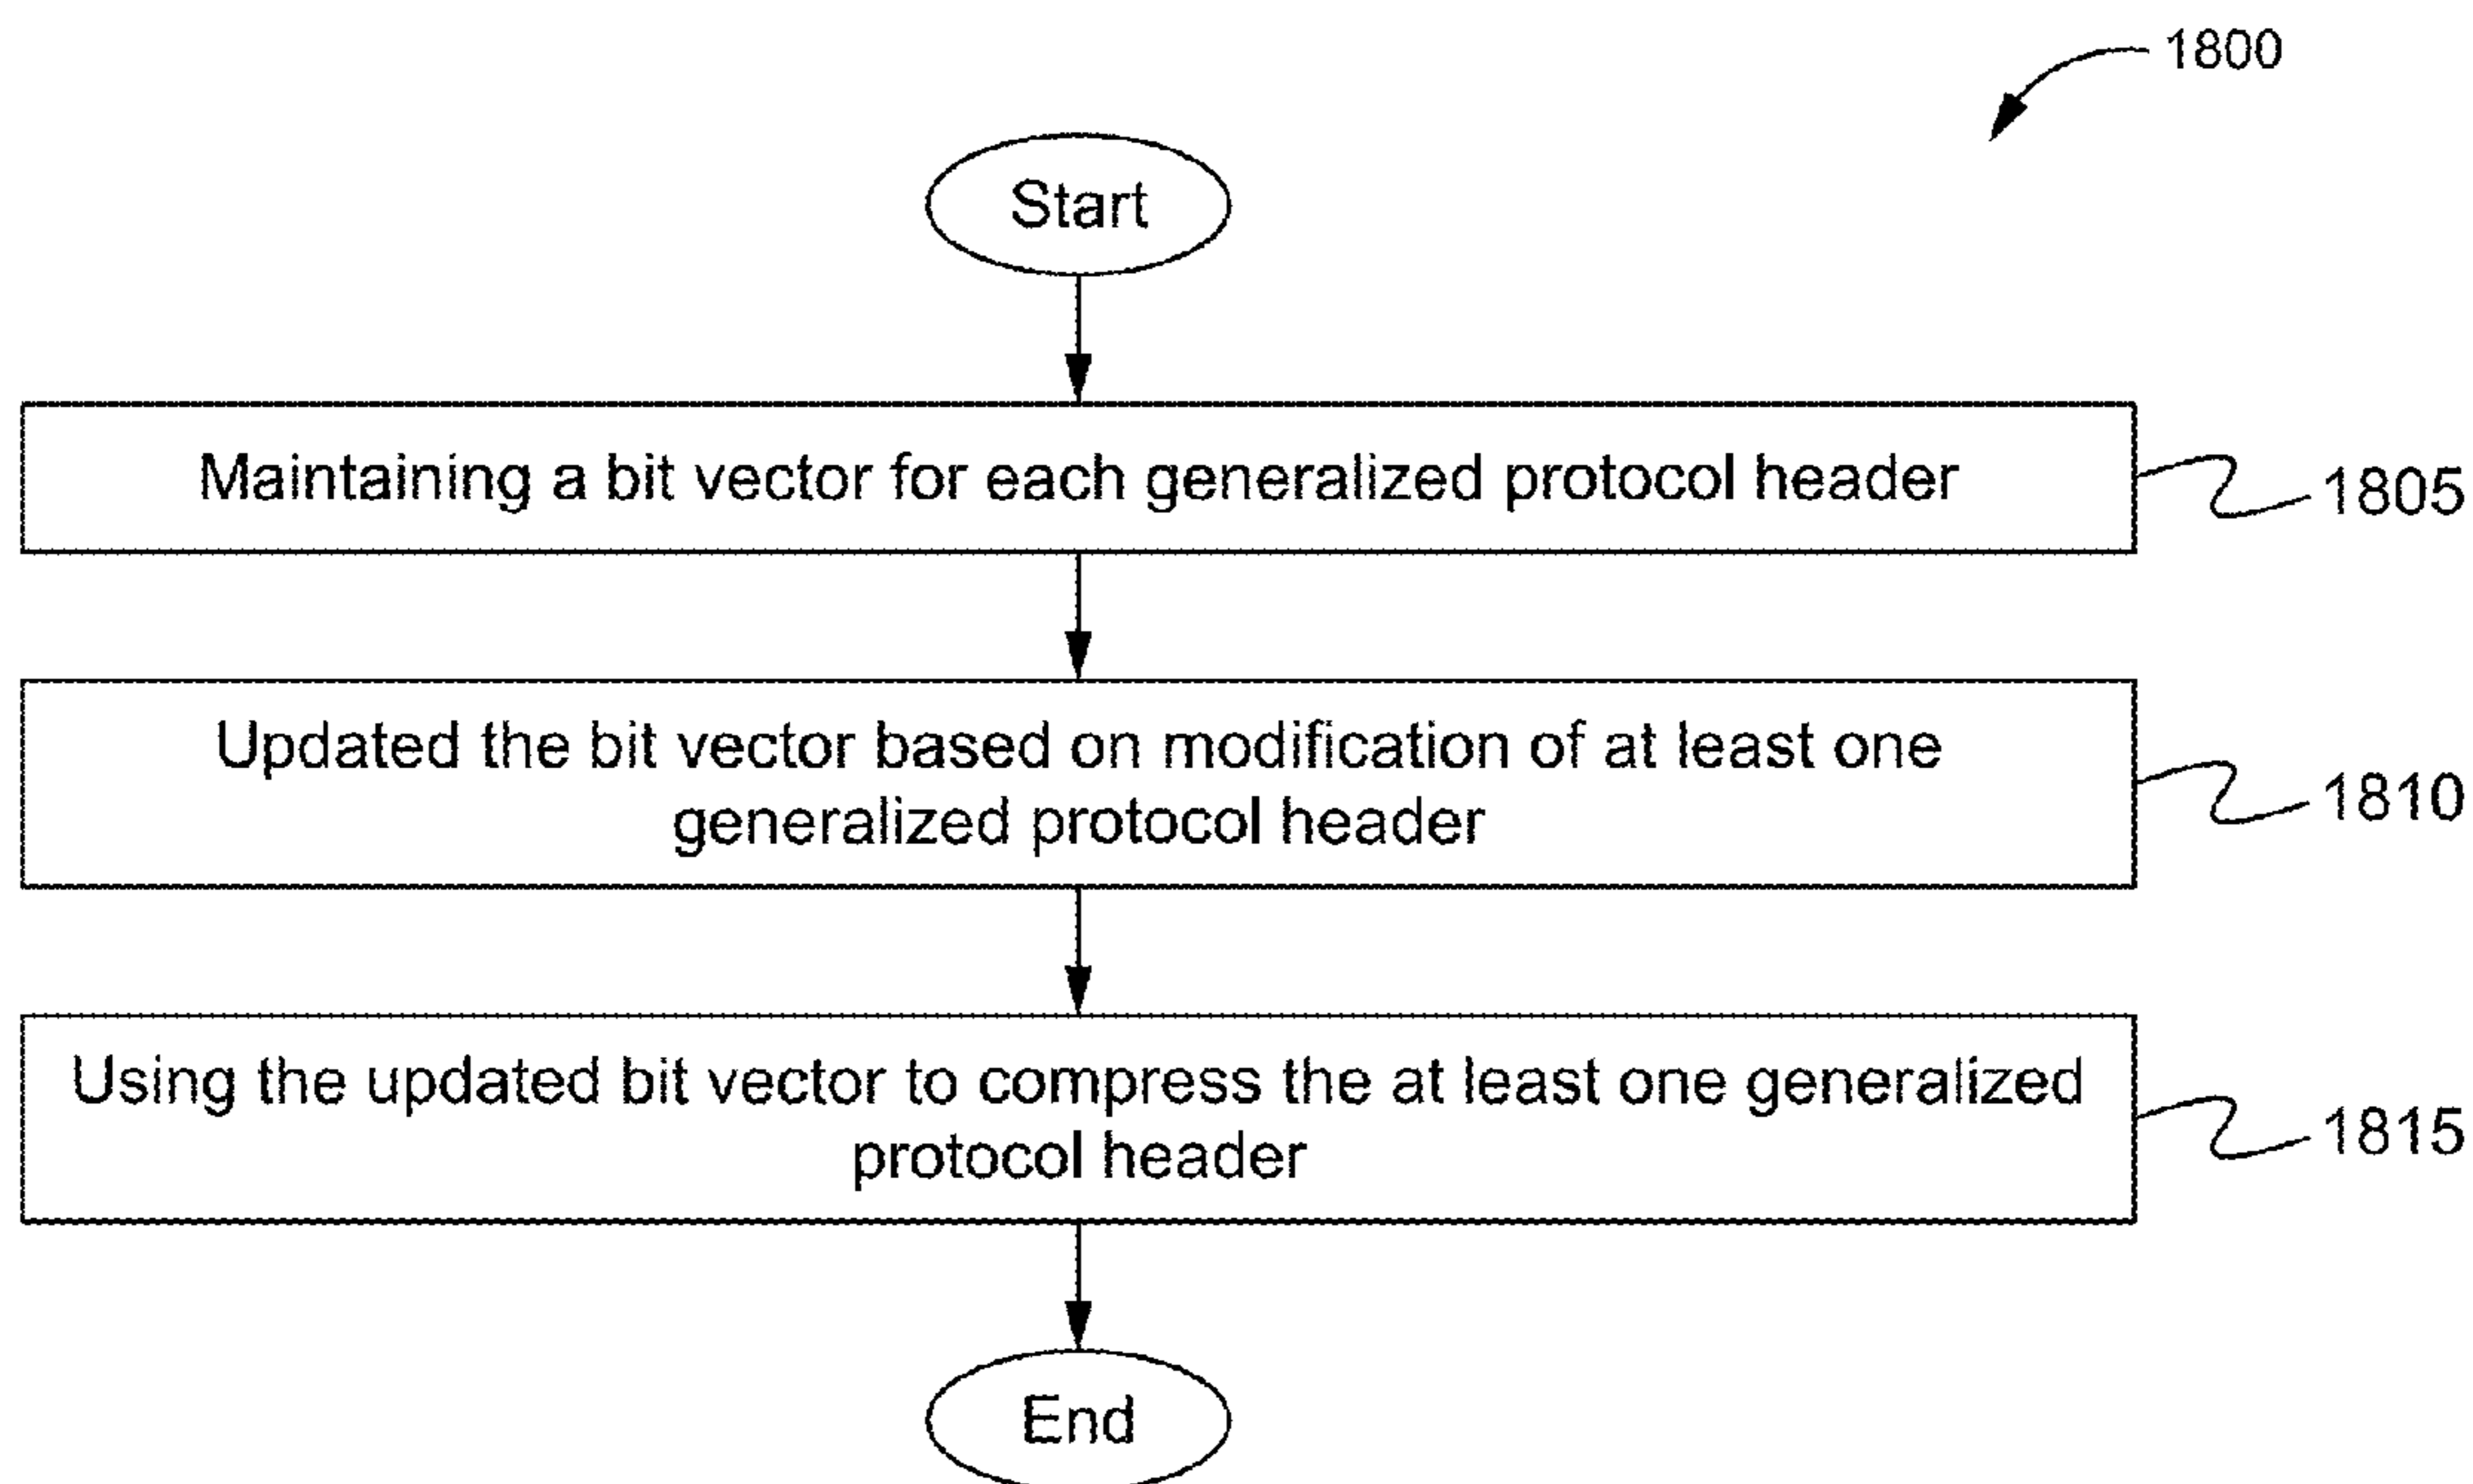 1800
Start
Maintaining a bit vector for each generalized protocol header
1805
Updated the bit vector based on modification of at least one
generalized protocol header
1810
Using the updated bit vector to compress the at least one generalized
protocol header
1815
End